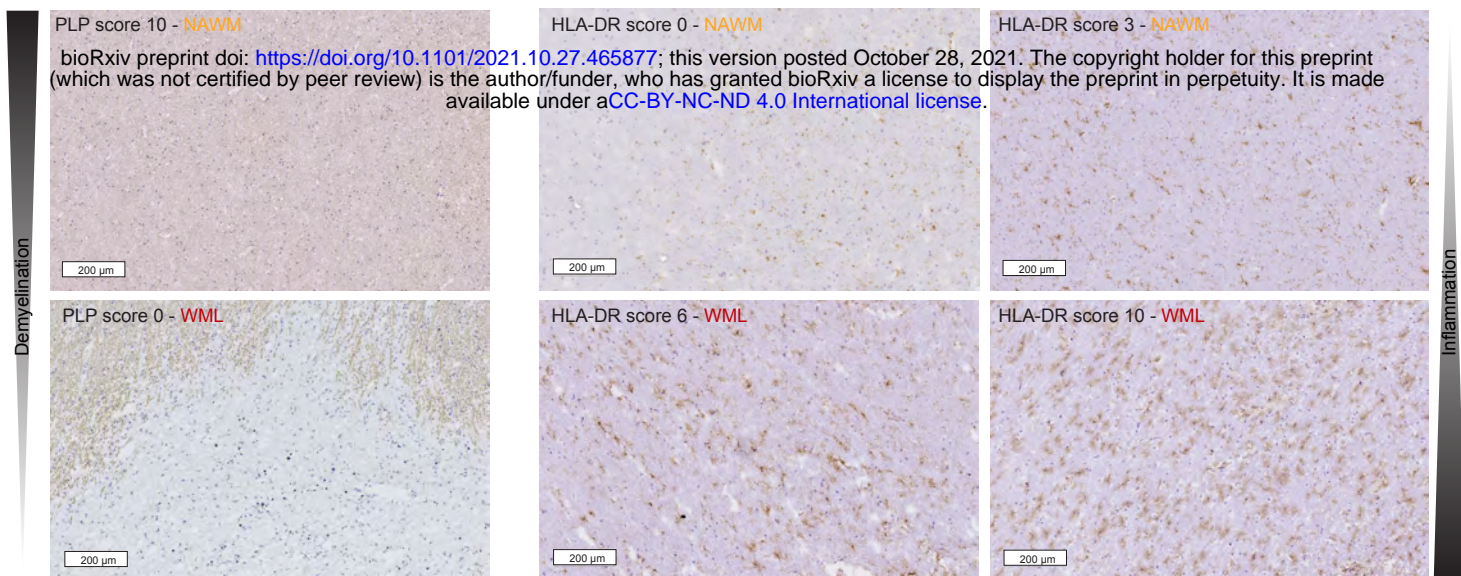 PLP score 10 - NAWM
HLA-DR score 0 - NAWM
HLA-DR score 3 - NAWM
bioRxiv preprint doi: https://doi.org/10.1101/2021.10.27.465877; this version posted October 28, 2021. The copyright holder for this preprint
(which was not certified by peer review) is the author/funder, who has granted bioRxiv a license to display the preprint in perpetuity. It is made
available under aCC-BY-NC-ND 4.0 International license.
Demyelination
Inflammation
200 µm
200 µm
200 µm
PLP score 0 - WML
HLA-DR score 6 - WML
HLA-DR score 10 - WML
200 µm
200 µm
200 µm